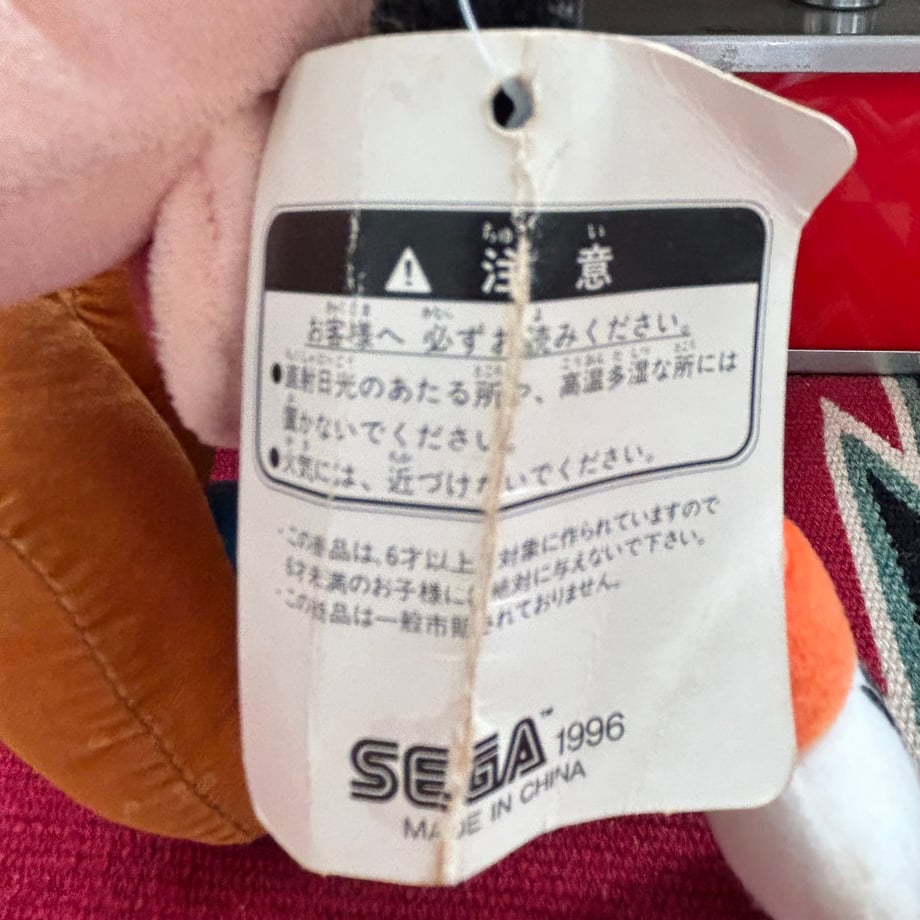 注意
お客様へ 必ずお読みください。
●直射日光のあたる所や、高温多湿な所には
置かないでください。
●火気には、近づけないでください。
・この商品は、6才以上 対象に作られていますので
6才未満のお子様に 絶対に与えないで下さい。
・この商品は一般市販されておりません。
SEGA™ 1996
MADE IN CHINA